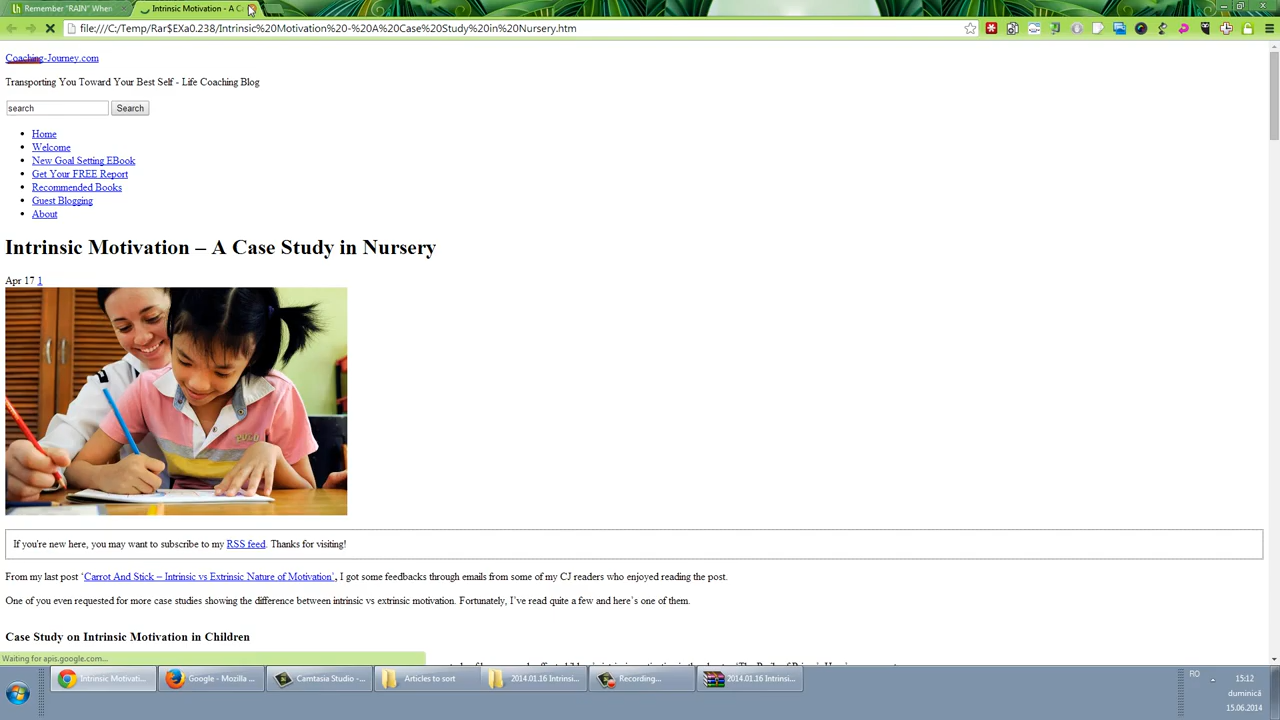 Remember "RAIN" When
Intrinsic Motivation - A C
file:///C:/Temp/Rar$EXa0.238/Intrinsic%20Motivation%20-%20A%20Case%20Study%20in%20Nursery.htm
Coaching-Journey.com
Transporting You Toward Your Best Self - Life Coaching Blog
search
Search
Home
Welcome
New Goal Setting EBook
Get Your FREE Report
Recommended Books
Guest Blogging
About
Intrinsic Motivation – A Case Study in Nursery
Apr 17 1
If you're new here, you may want to subscribe to my RSS feed. Thanks for visiting!
From my last post ‘Carrot And Stick – Intrinsic vs Extrinsic Nature of Motivation’, I got some feedbacks through emails from some of my CJ readers who enjoyed reading the post.
One of you even requested for more case studies showing the difference between intrinsic vs extrinsic motivation. Fortunately, I’ve read quite a few and here’s one of them.
Case Study on Intrinsic Motivation in Children
Waiting for apis.google.com...
Intrinsic Motivati...
Google - Mozilla ...
Camtasia Studio -...
Articles to sort
2014.01.16 Intrinsi...
Recording...
2014.01.16 Intrinsi...
RO
15:12
duminică
15.06.2014